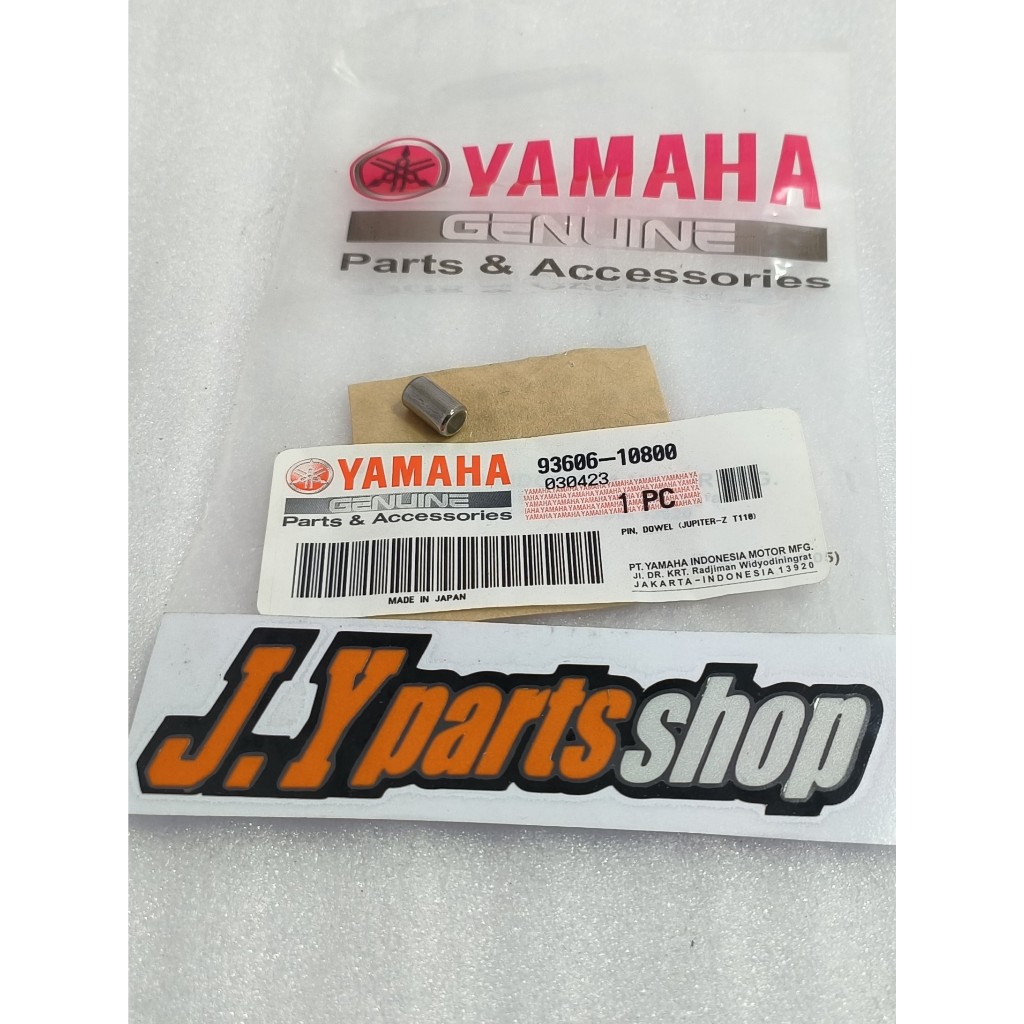 YAMAHA
GENUINE
Parts & Accessories
YAMAHA
GENUINE
Parts & Accessories
93606-10800
030423
1 PC
PIN, DOWEL (JUPITER-Z T110)
MADE IN JAPAN
PT. YAMAHA INDONESIA MOTOR MFG.
Jl. DR. KRT. Radjiman Widyodiningrat
JAKARTA-INDONESIA 13920
J.Y parts shop